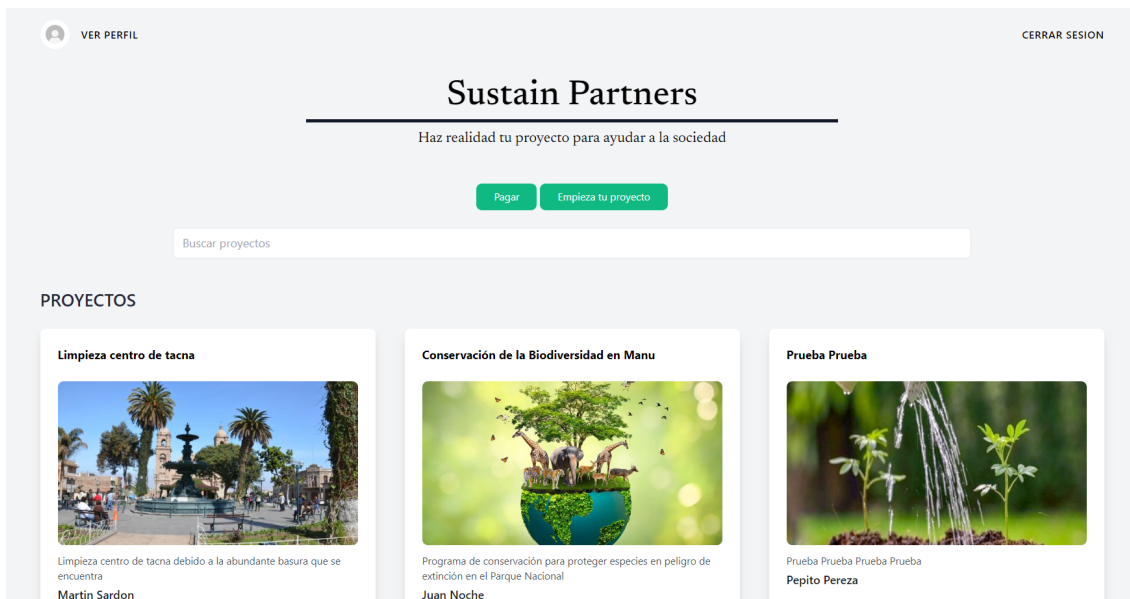 VER PERFIL
CERRAR SESION
Sustain Partners
Haz realidad tu proyecto para ayudar a la sociedad
Pagar
Empieza tu proyecto
Buscar proyectos
PROYECTOS
Limpieza centro de tacna
Limpieza centro de tacna debido a la abundante basura que se
encuentra
Martin Sardon
Conservación de la Biodiversidad en Manu
Programa de conservación para proteger especies en peligro de
extinción en el Parque Nacional
Juan Noche
Prueba Prueba
Prueba Prueba Prueba Prueba
Pepito Pereza